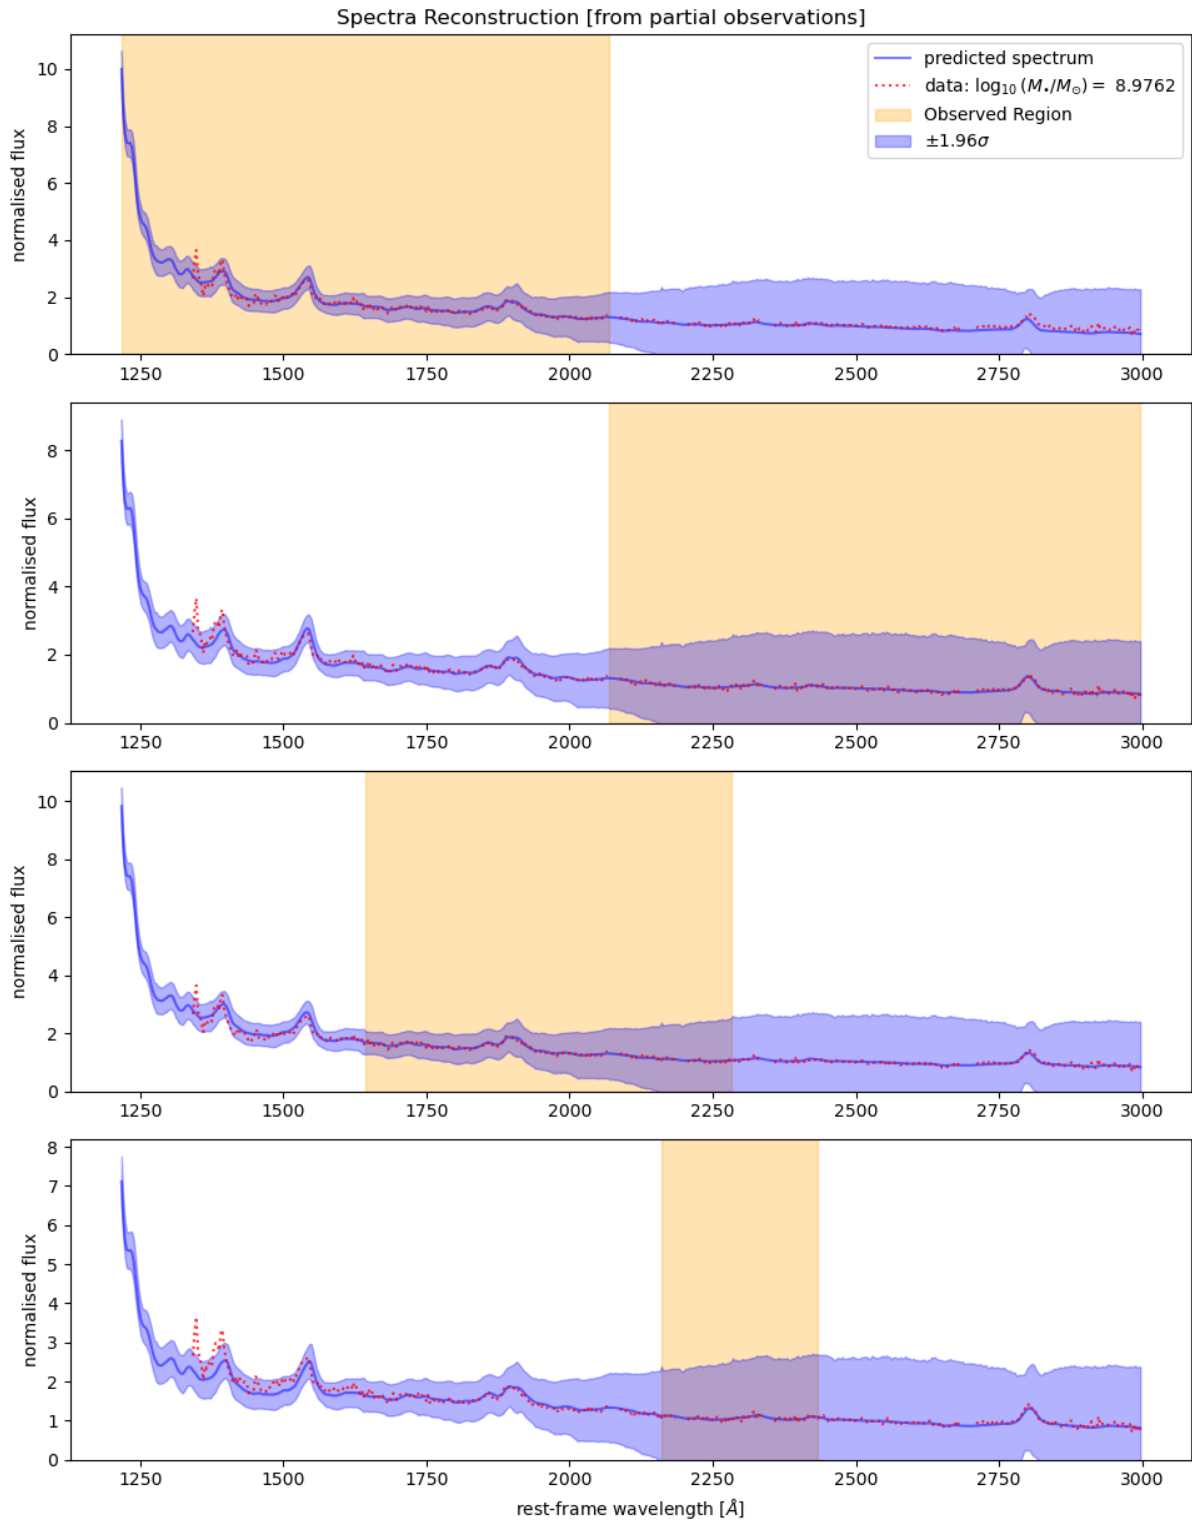 Spectra Reconstruction [from partial observations]
predicted spectrum
data: log₁₀ (M•/M⊙) = 8.9762
Observed Region
±1.96σ
normalised flux
10
8
6
4
2
0
1250 1500 1750 2000 2250 2500 2750 3000
normalised flux
8
6
4
2
0
1250 1500 1750 2000 2250 2500 2750 3000
normalised flux
10
8
6
4
2
0
1250 1500 1750 2000 2250 2500 2750 3000
normalised flux
8
7
6
5
4
3
2
1
0
1250 1500 1750 2000 2250 2500 2750 3000
rest-frame wavelength [Å]